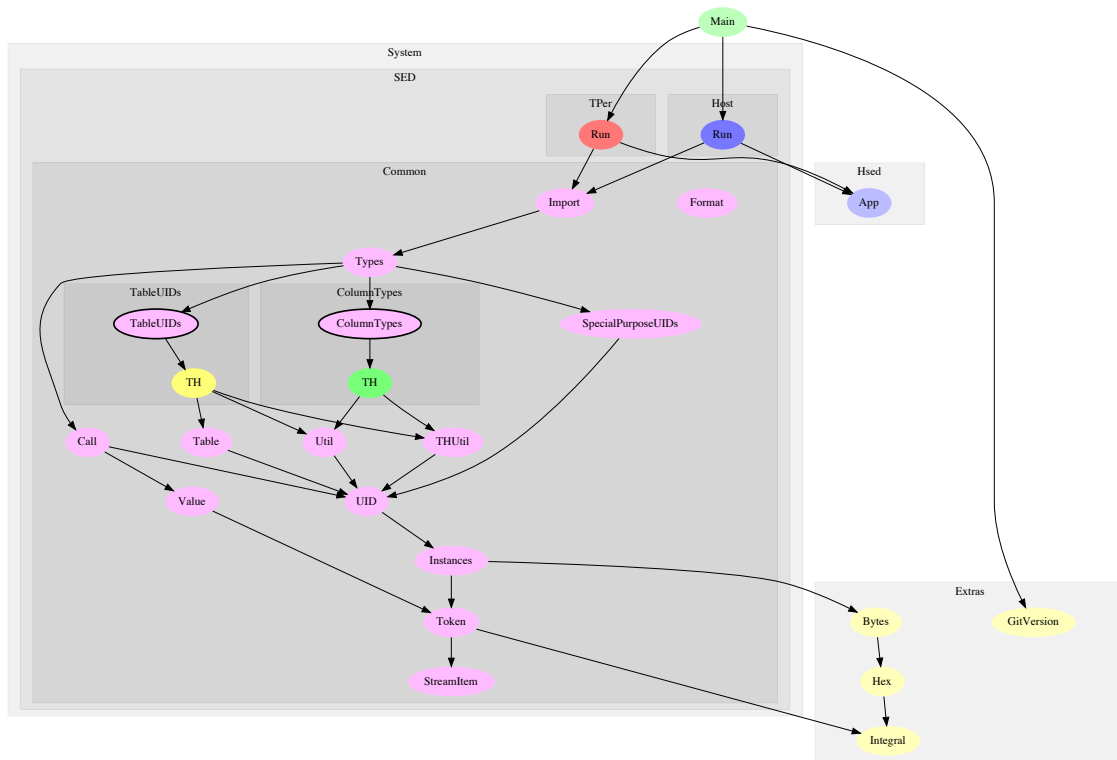 Main
System
SED
TPer
Host
Run
Run
Common
Hsed
Import
Format
App
Types
TableUIDs
ColumnTypes
TableUIDs
ColumnTypes
SpecialPurposeUIDs
TH
TH
Call
Table
Util
THUtil
Value
UID
Instances
Extras
Token
Bytes
GitVersion
StreamItem
Hex
Integral